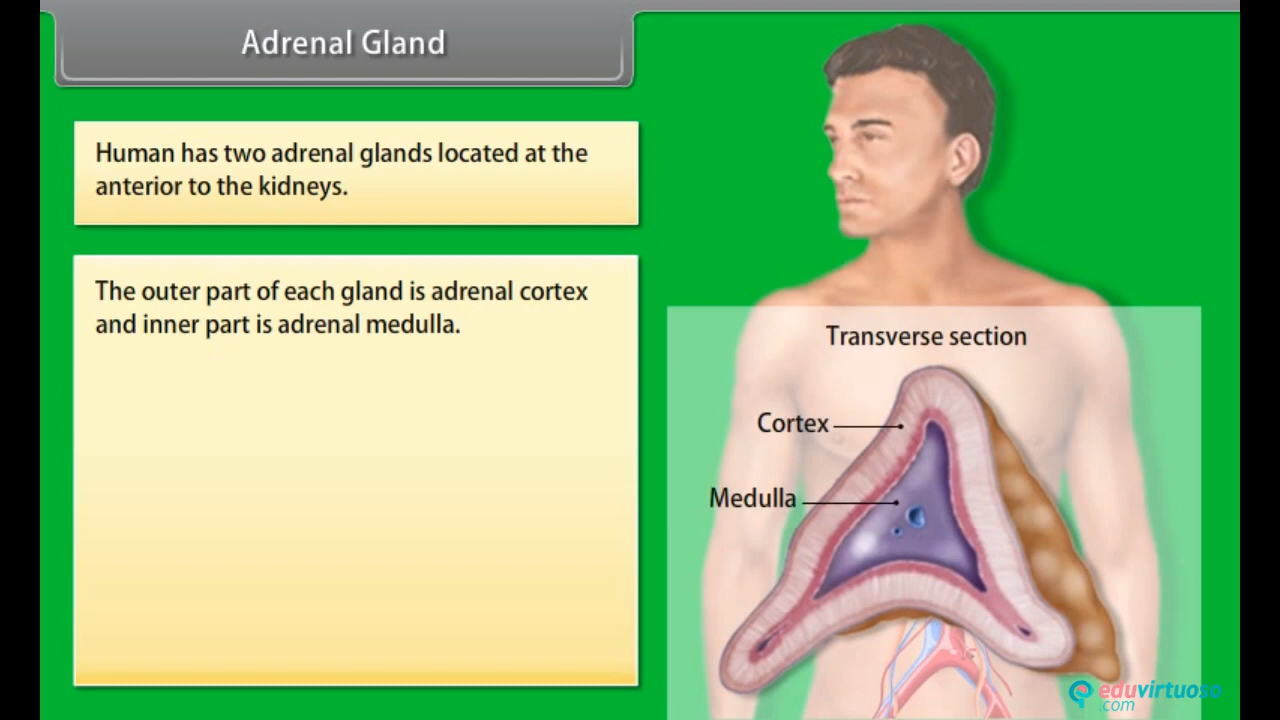 Adrenal Gland
Human has two adrenal glands located at the
anterior to the kidneys.
The outer part of each gland is adrenal cortex
and inner part is adrenal medulla.
Transverse section
Cortex
Medulla
eduvirtuoso
.com